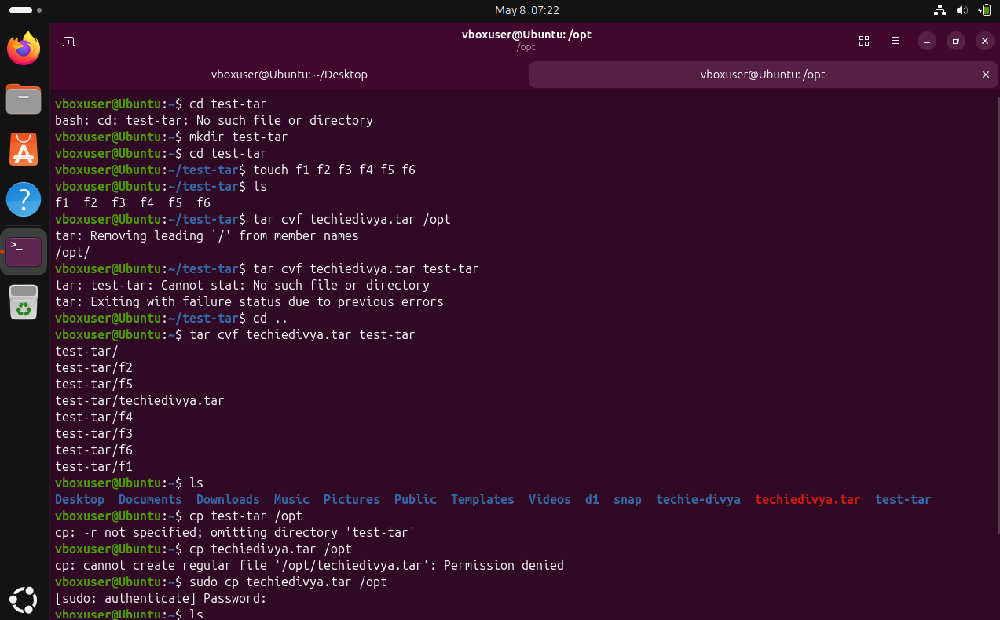 May 8 07:22
vboxuser@Ubuntu: /opt
/opt
vboxuser@Ubuntu: ~/Desktop
vboxuser@Ubuntu: /opt
vboxuser@Ubuntu:~$ cd test-tar
bash: cd: test-tar: No such file or directory
vboxuser@Ubuntu:~$ mkdir test-tar
vboxuser@Ubuntu:~$ cd test-tar
vboxuser@Ubuntu:~/test-tar$ touch f1 f2 f3 f4 f5 f6
vboxuser@Ubuntu:~/test-tar$ ls
f1  f2  f3  f4  f5  f6
vboxuser@Ubuntu:~/test-tar$ tar cvf techiedivya.tar /opt
tar: Removing leading `/' from member names
/opt/
vboxuser@Ubuntu:~/test-tar$ tar cvf techiedivya.tar test-tar
tar: test-tar: Cannot stat: No such file or directory
tar: Exiting with failure status due to previous errors
vboxuser@Ubuntu:~/test-tar$ cd ..
vboxuser@Ubuntu:~$ tar cvf techiedivya.tar test-tar
test-tar/
test-tar/f2
test-tar/f5
test-tar/techiedivya.tar
test-tar/f4
test-tar/f3
test-tar/f6
test-tar/f1
vboxuser@Ubuntu:~$ ls
Desktop  Documents  Downloads  Music  Pictures  Public  Templates  Videos  d1  snap  techie-divya  techiedivya.tar  test-tar
vboxuser@Ubuntu:~$ cp test-tar /opt
cp: -r not specified; omitting directory 'test-tar'
vboxuser@Ubuntu:~$ cp techiedivya.tar /opt
cp: cannot create regular file '/opt/techiedivya.tar': Permission denied
vboxuser@Ubuntu:~$ sudo cp techiedivya.tar /opt
[sudo: authenticate] Password:
vboxuser@Ubuntu:~$ ls